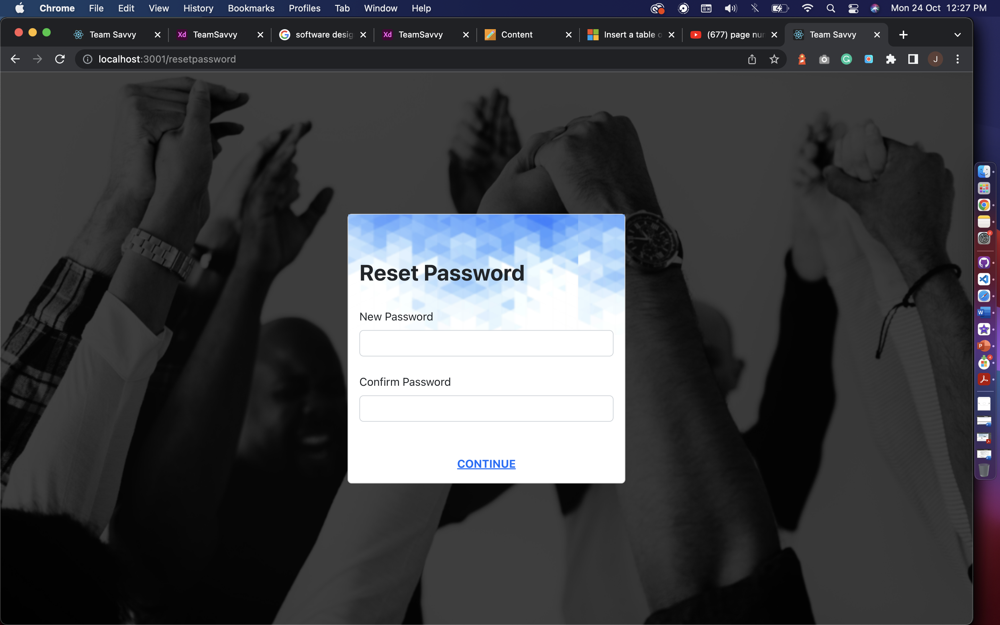 Chrome File Edit View History Bookmarks Profiles Tab Window Help Mon 24 Oct 12:27 PM
Team Savvy Xd TeamSavvy software desig Xd TeamSavvy Content Insert a table o (677) page nur Team Savvy
localhost:3001/resetpassword J
2
Reset Password
New Password
W
P
4
Confirm Password
CONTINUE